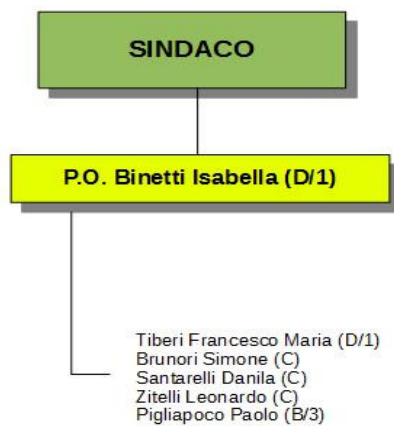 SINDACO
P.O. Binetti Isabella (D/1)
Tiberi Francesco Maria (D/1)
Brunori Simone (C)
Santarelli Danila (C)
Zitelli Leonardo (C)
Pigliapoco Paolo (B/3)